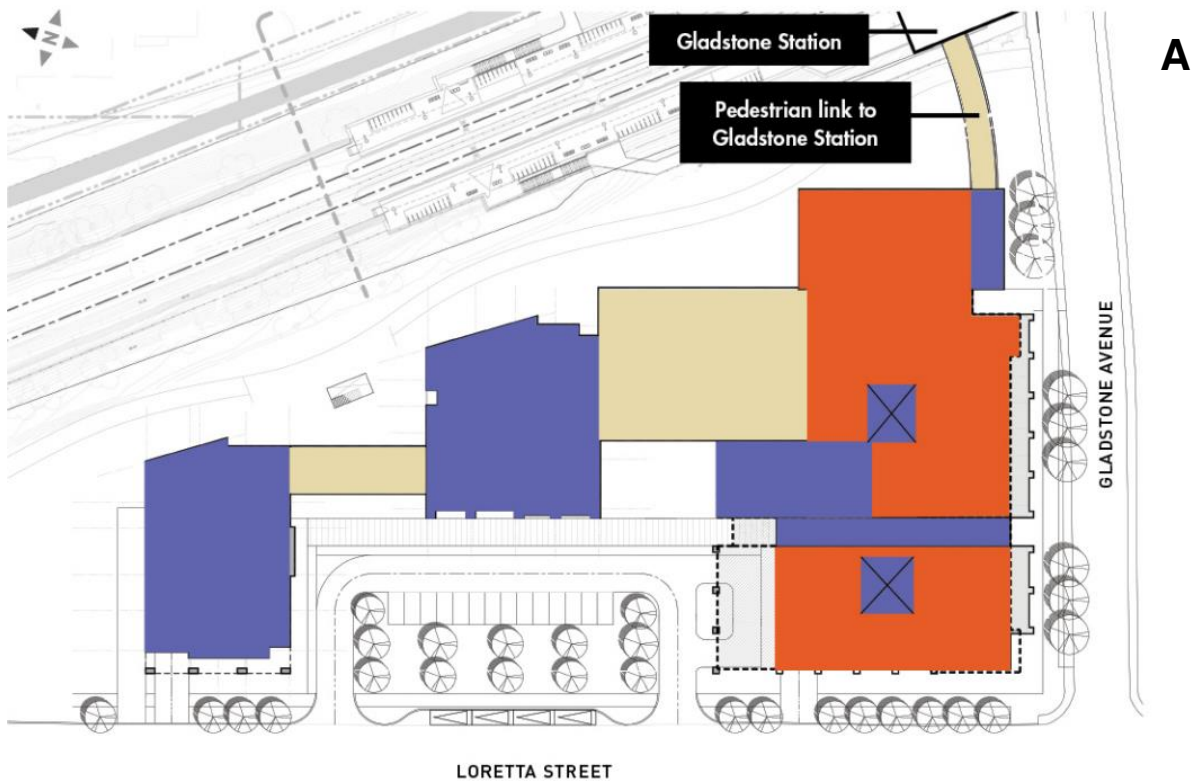 N
Gladstone Station
A
Pedestrian link to
Gladstone Station
GLADSTONE AVENUE
LORETTA STREET